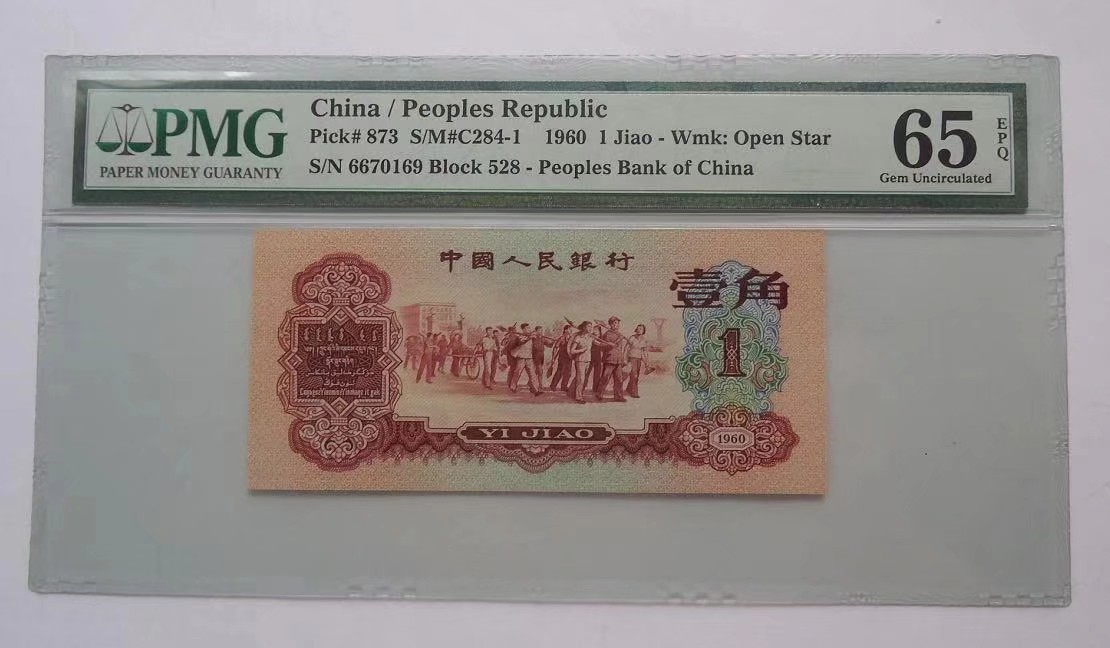 PMG
PAPER MONEY GUARANTY
China / Peoples Republic
Pick# 873 S/M#C284-1 1960 1 Jiao - Wmk: Open Star
S/N 6670169 Block 528 - Peoples Bank of China
65
EPQ
Gem Uncirculated
中國人民銀行
壹角
1
YI JIAO
1960